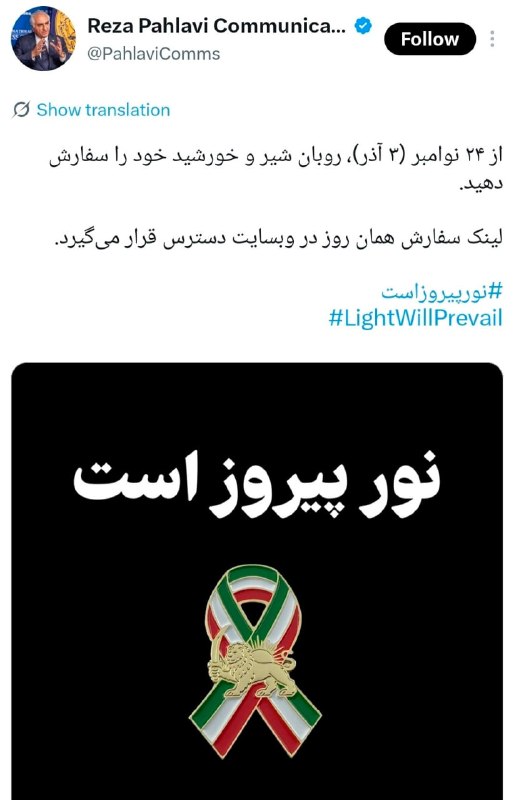 Reza Pahlavi Communica...
Follow
@PahlaviComms
Show translation
از ۲۴ نوامبر (۳ آذر)، روبان شیر و خورشید خود را سفارش
دهید.
لینک سفارش همان روز در وبسایت دسترس قرار می‌گیرد.
#نورپیروزاست
#LightWillPrevail
نور پیروز است